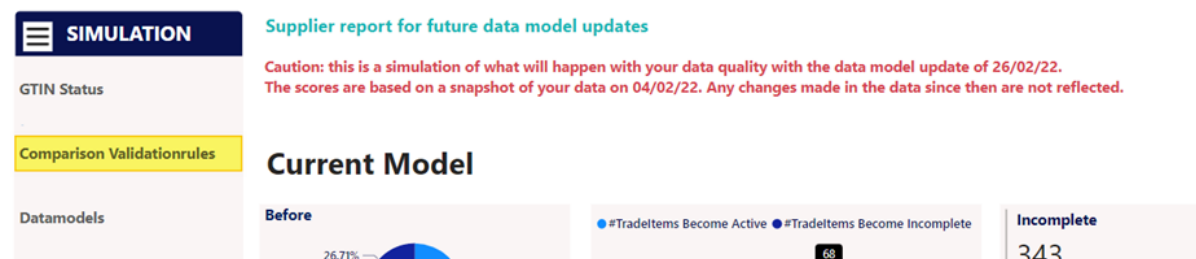 SIMULATION
Supplier report for future data model updates
Caution: this is a simulation of what will happen with your data quality with the data model update of 26/02/22.
The scores are based on a snapshot of your data on 04/02/22. Any changes made in the data since then are not reflected.
GTIN Status
Comparison Validationrules
Datamodels
Current Model
Before
26.71%
#TradeItems Become Active #TradeItems Become Incomplete
68
Incomplete
343